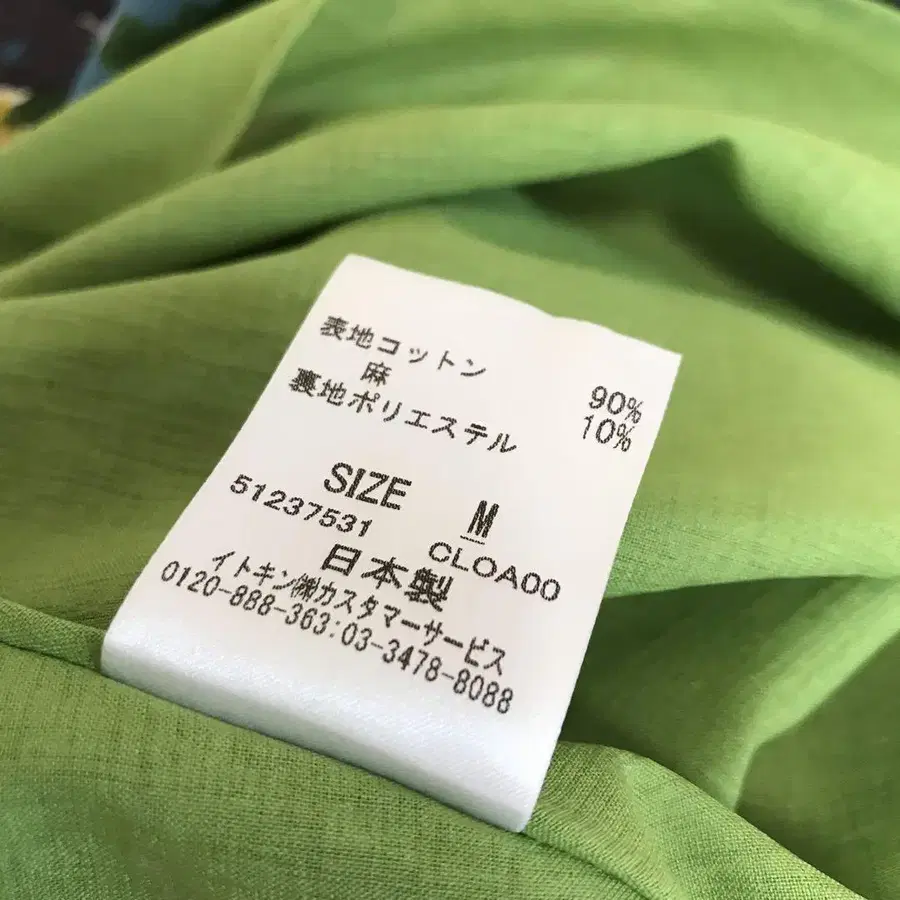 表地コットン 90%
麻 10%
裏地ポリエステル
SIZE M
51237531 CLOA00
日本製
イトキン㈱カスタマーサービス
0120-888-363:03-3478-8088